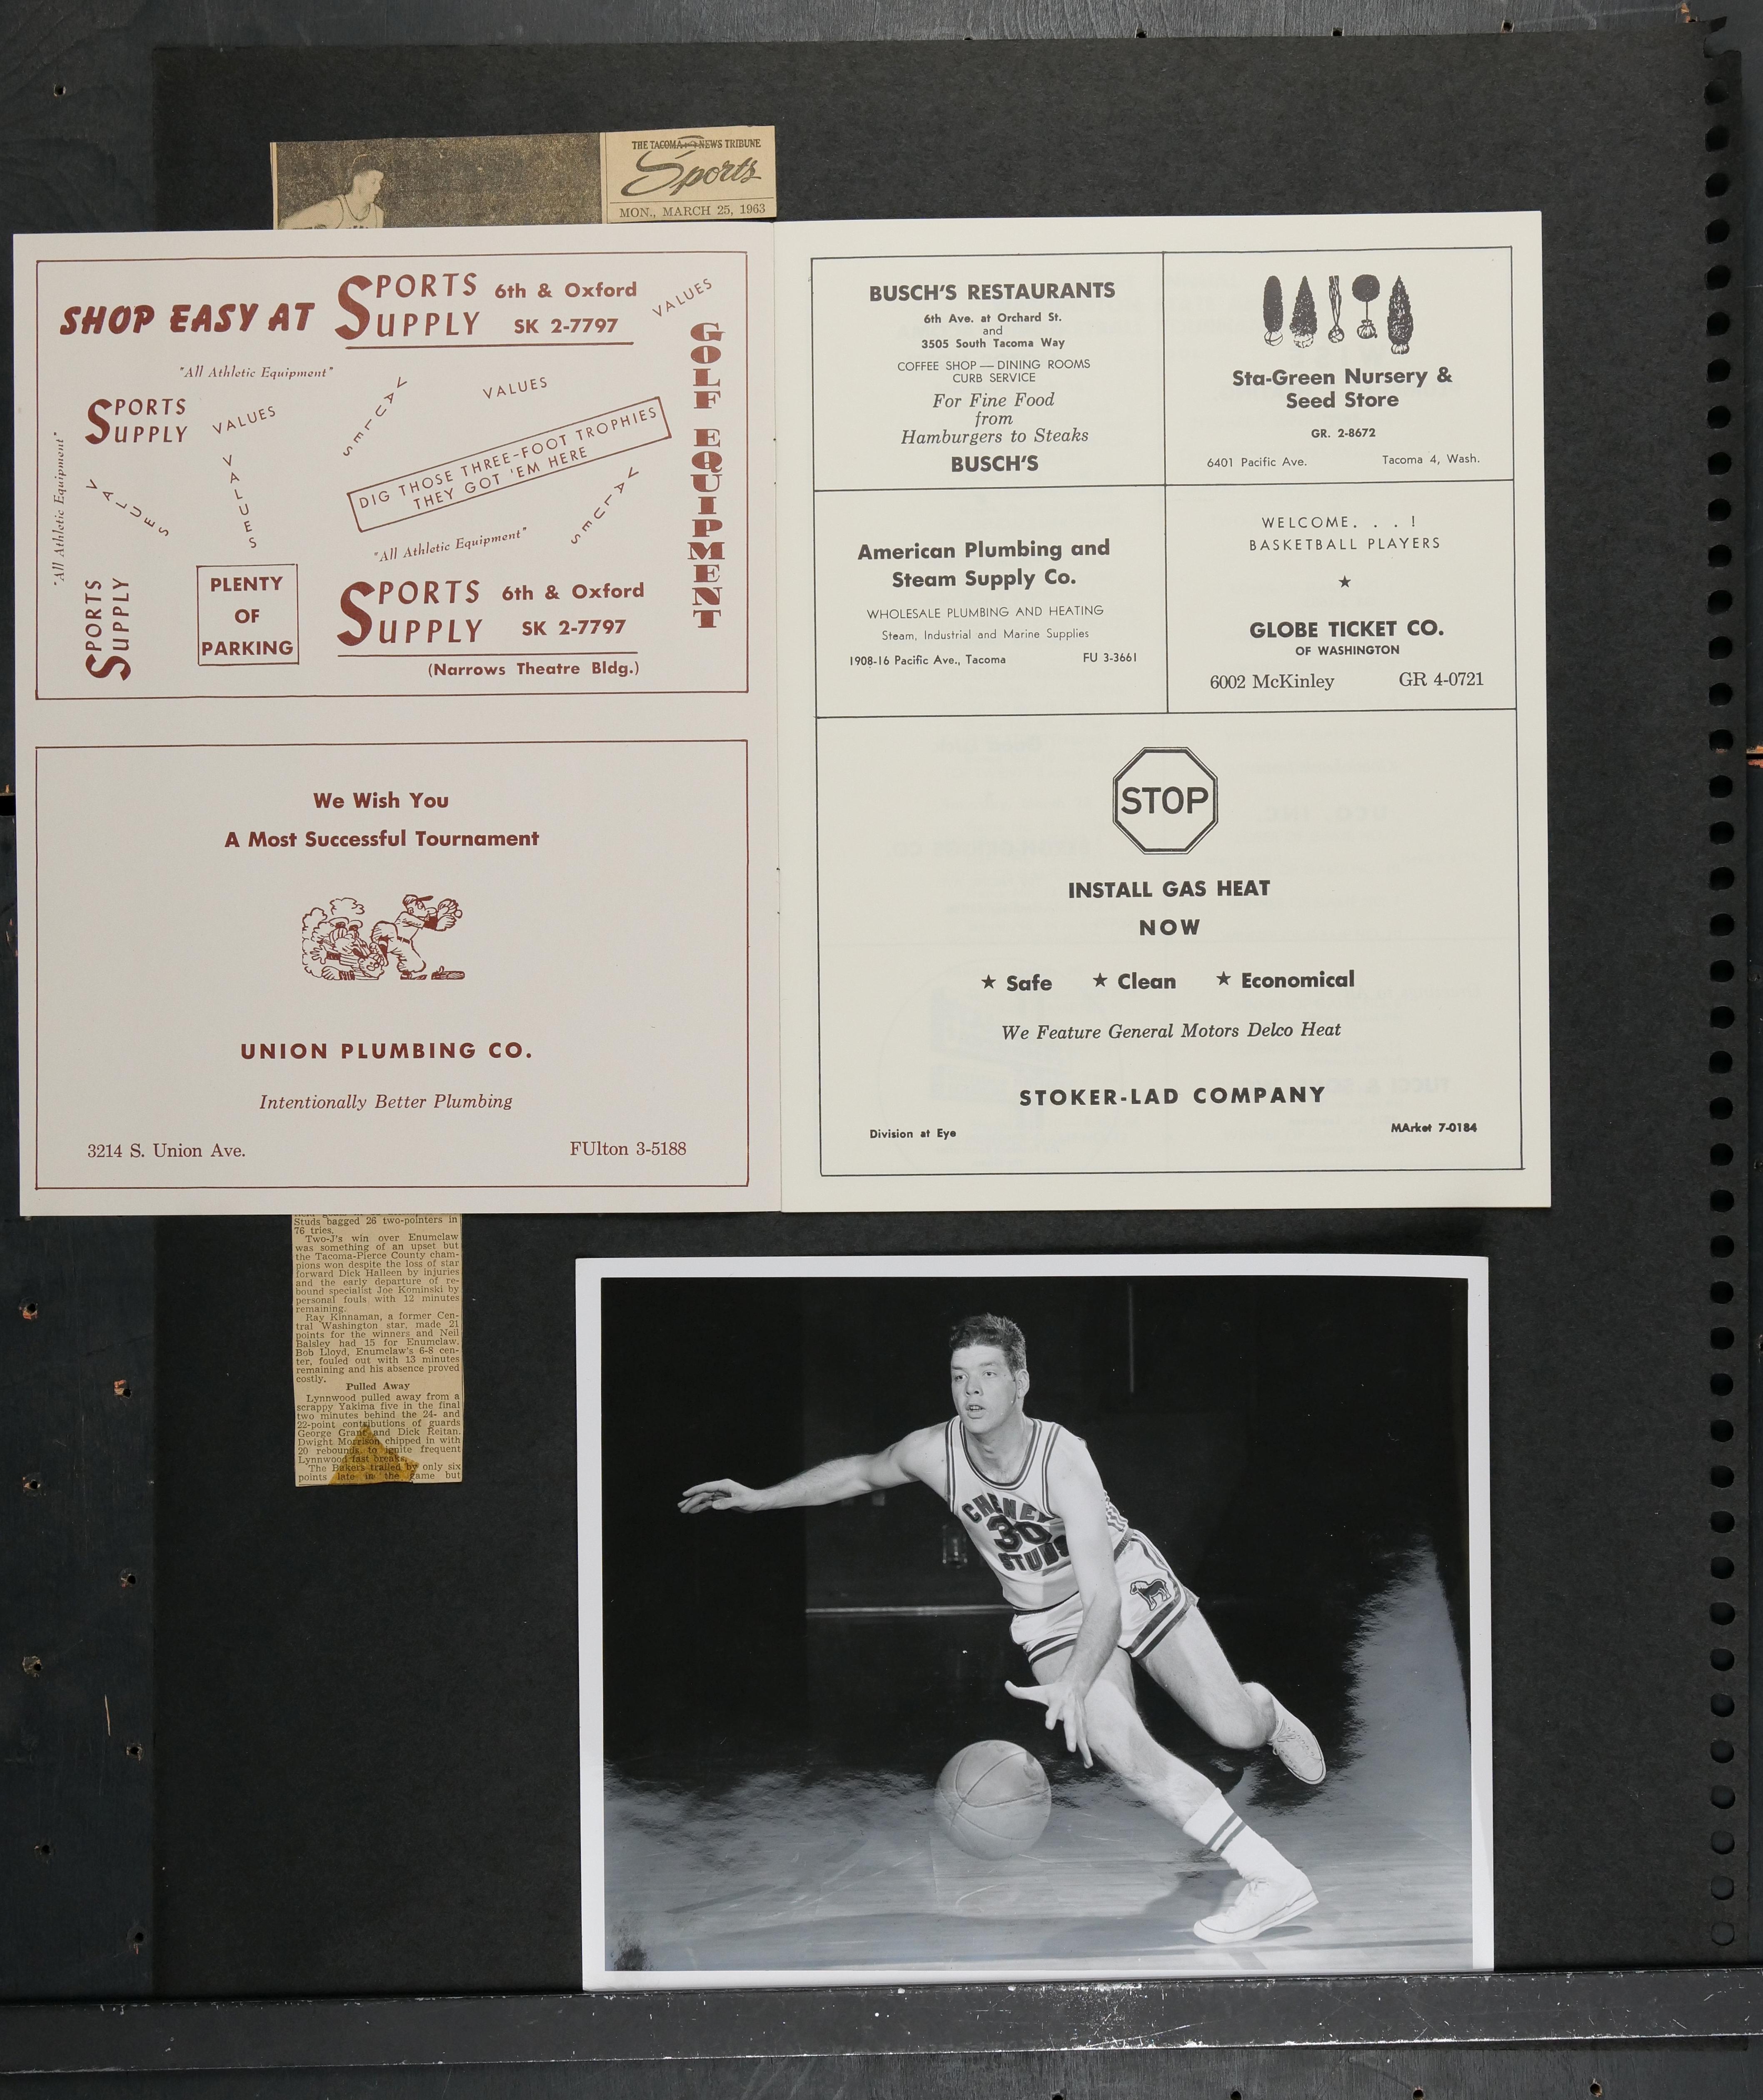 THE TACOMA NEWS TRIBUNE
Sports
MON., MARCH 25, 1963
SHOP EASY AT
SPORTS
SUPPLY
6th & Oxford
SK 2-7797
VALUES
"All Athletic Equipment"
SPORTS
SUPPLY
VALUES
VALUES
VALUES
GOLF EQUIPMENT
"All Athletic Equipment"
VALUES
VALUES
DIG THOSE THREE-FOOT TROPHIES
THEY GOT 'EM HERE
VALUES
"All Athletic Equipment"
SPORTS
SUPPLY
PLENTY
OF
PARKING
SPORTS
SUPPLY
6th & Oxford
SK 2-7797
(Narrows Theatre Bldg.)
We Wish You
A Most Successful Tournament
UNION PLUMBING CO.
Intentionally Better Plumbing
3214 S. Union Ave.
FUlton 3-5188
BUSCH'S RESTAURANTS
6th Ave. at Orchard St.
and
3505 South Tacoma Way
COFFEE SHOP — DINING ROOMS
CURB SERVICE
For Fine Food
from
Hamburgers to Steaks
BUSCH'S
Sta-Green Nursery &
Seed Store
GR. 2-8672
6401 Pacific Ave.
Tacoma 4, Wash.
American Plumbing and
Steam Supply Co.
WHOLESALE PLUMBING AND HEATING
Steam, Industrial and Marine Supplies
1908-16 Pacific Ave., Tacoma
FU 3-3661
WELCOME. . . !
BASKETBALL PLAYERS
★
GLOBE TICKET CO.
OF WASHINGTON
6002 McKinley
GR 4-0721
STOP
INSTALL GAS HEAT
NOW
★ Safe ★ Clean ★ Economical
We Feature General Motors Delco Heat
STOKER-LAD COMPANY
Division at Eye
MArket 7-0184
Studs bagged 26 two-pointers in
76 tries.
Two-J's win over Enumclaw
was something of an upset but
the Tacoma-Pierce County cham-
pions won despite the loss of star
forward Dick Halleen by injuries
and the early departure of re-
bound specialist Joe Kominski by
personal fouls with 12 minutes
remaining.
Ray Kinnaman, a former Cen-
tral Washington star, made 21
points for the winners and Neil
Balsley had 15 for Enumclaw.
Bob Lloyd, Enumclaw's 6-8 cen-
ter, fouled out with 13 minutes
remaining and his absence proved
costly.
Pulled Away
Lynnwood pulled away from a
scrappy Yakima five in the final
two minutes behind the 24- and
22-point contributions of guards
George Grant and Dick Reitan.
Dwight Morrison chipped in with
20 rebounds to ignite frequent
Lynnwood fast breaks.
The Bakers trailed by only six
points late in the game but
CHENEY
30
STUDS